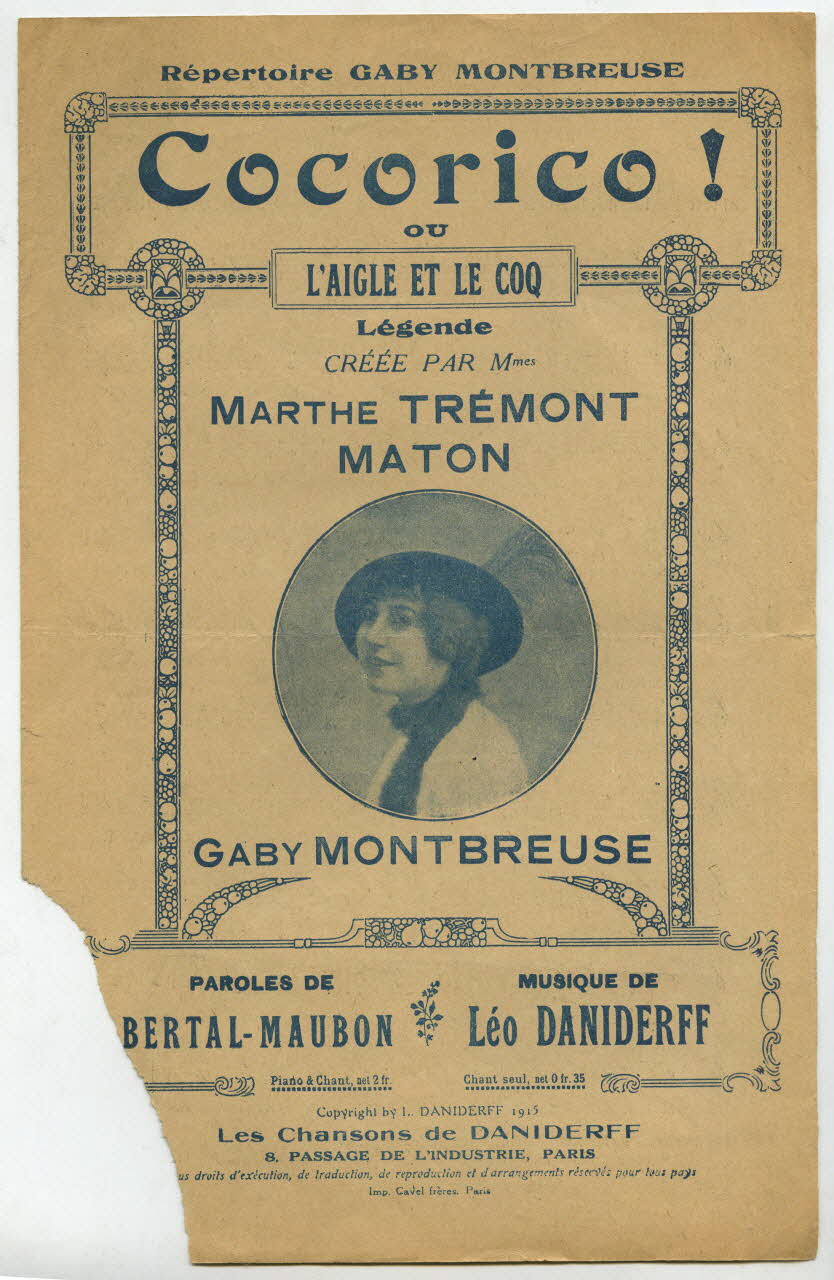 Répertoire GABY MONTBREUSE
Cocorico !
OU
L'AIGLE ET LE COQ
Légende
CRÉÉE PAR Mmes
MARTHE TRÉMONT
MATON
GABY MONTBREUSE
PAROLES DE
BERTAL-MAUBON
MUSIQUE DE
Léo DANIDERFF
Piano & Chant, net 2 fr.
Chant seul, net 0 fr. 35
Copyright by L. DANIDERFF 1915
Les Chansons de DANIDERFF
8, PASSAGE DE L'INDUSTRIE, PARIS
us droits d'exécution, de traduction, de reproduction et d'arrangements réservés pour tous pays
Imp. Cavel frères. Paris